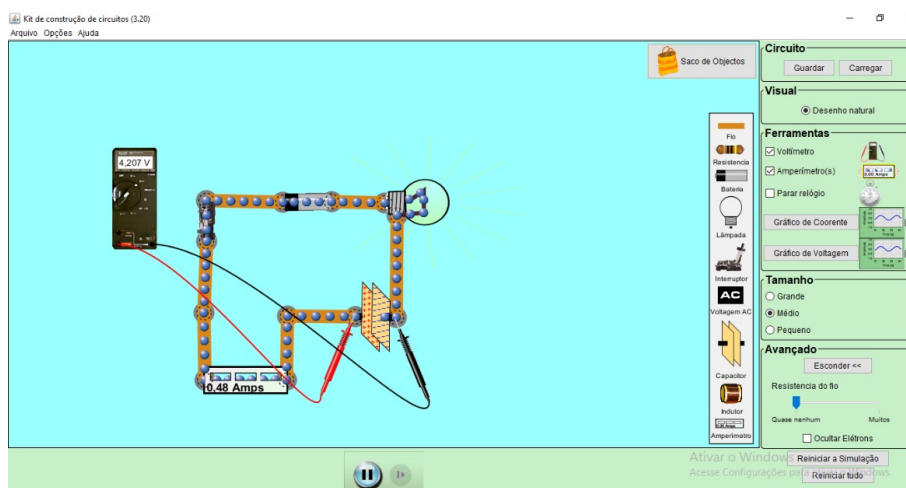 Kit de construção de circuitos (3.20)
Arquivo Opções Ajuda
Saco de Objectos
4,207 V
0,48 Amps
Fio
Resistencia
Bateria
Lâmpada
Interruptor
AC
Voltagem AC
Capacitor
Indutor
Amperimetro
Circuito
Guardar Carregar
Visual
Desenho natural
Ferramentas
Voltímetro
Amperímetro(s)
Parar relógio
Gráfico de Coorente
Gráfico de Voltagem
Tamanho
Grande
Médio
Pequeno
Avançado
Esconder <<
Resistencia do fio
Quase nenhum Muitos
Ocultar Elétrons
Ativar o Windows
Reiniciar a Simulação
Acesse Configurações para
Reiniciar tudo